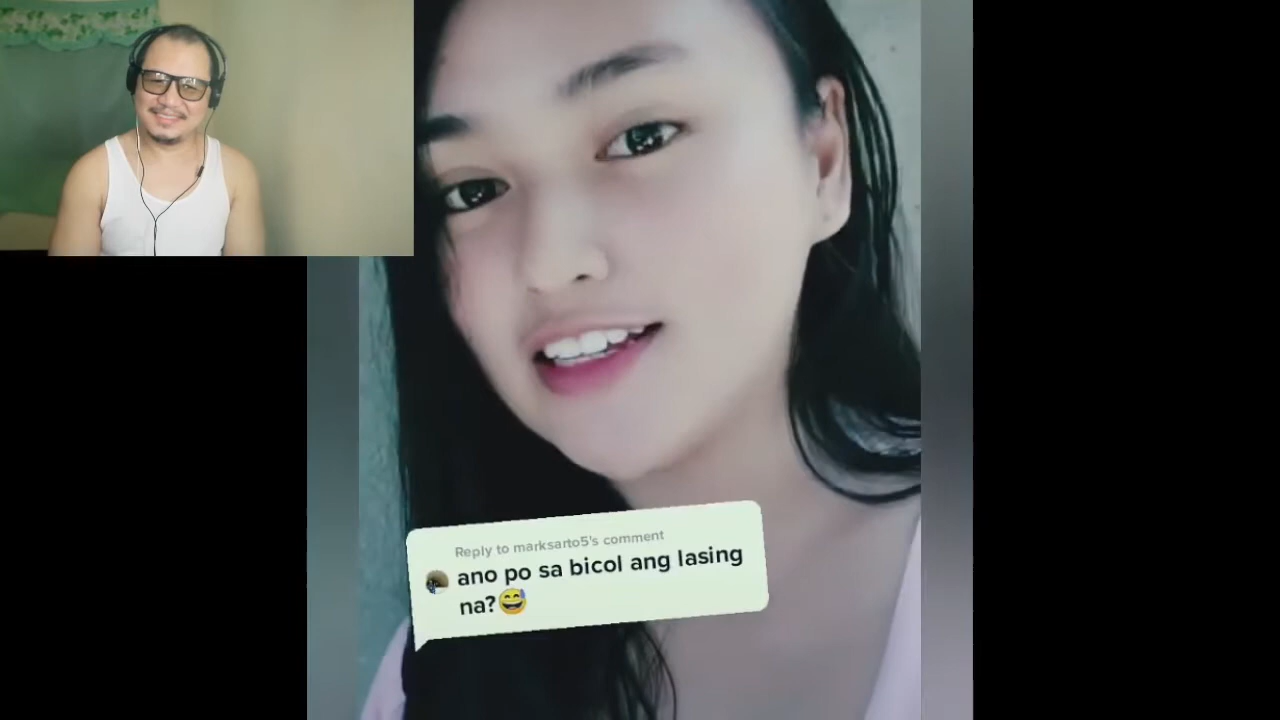 Reply to marksarto5's comment
ano po sa bicol ang lasing
na?😅